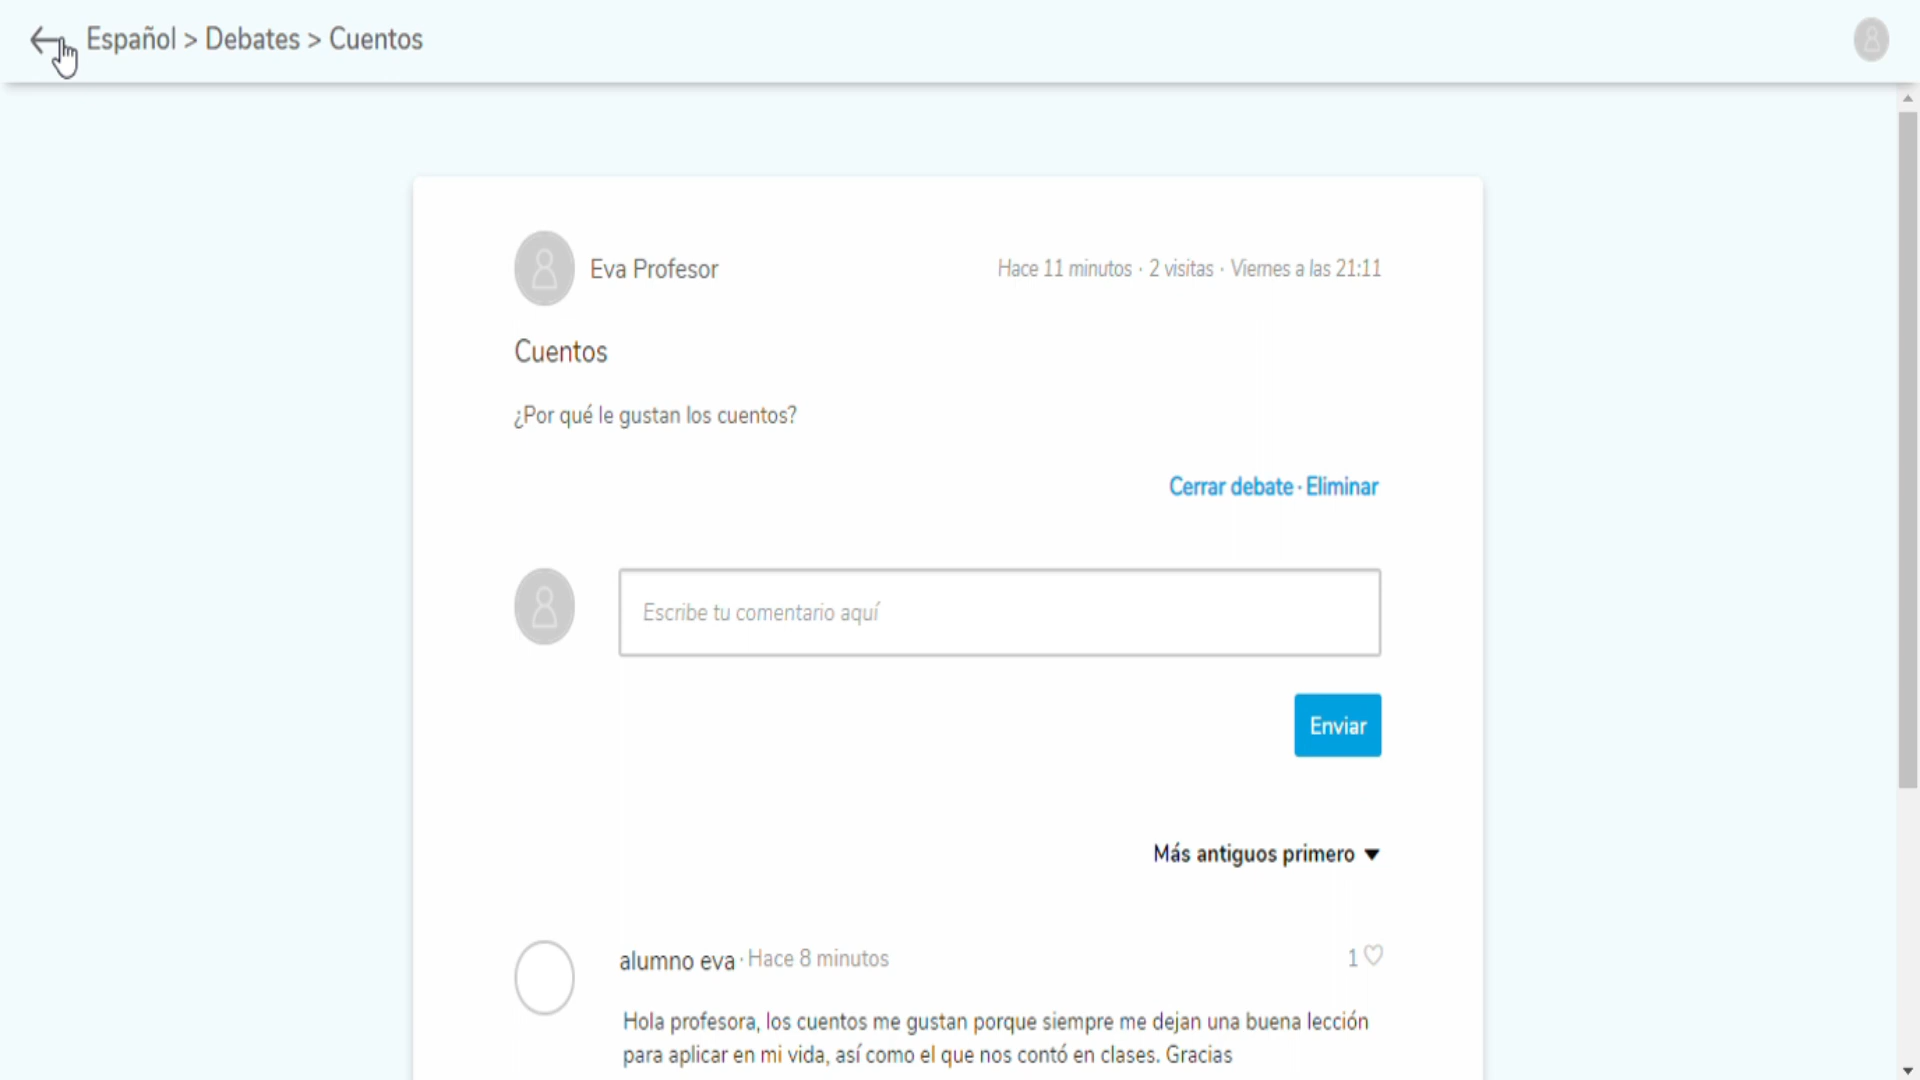 Español > Debates > Cuentos
Eva Profesor
Hace 11 minutos · 2 visitas · Viernes a las 21:11
Cuentos
¿Por qué le gustan los cuentos?
Cerrar debate · Eliminar
Escribe tu comentario aquí
Enviar
Más antiguos primero
alumno eva · Hace 8 minutos
1
Hola profesora, los cuentos me gustan porque siempre me dejan una buena lección
para aplicar en mi vida, así como el que nos contó en clases. Gracias